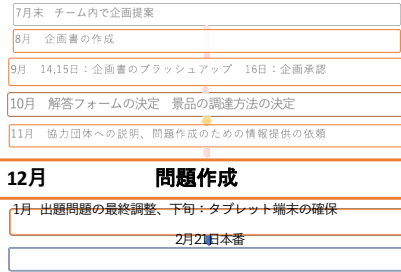 7月末　チーム内で企画提案
8月　企画書の作成
9月　14,15日：企画書のブラッシュアップ　16日：企画承認
10月　解答フォームの決定　景品の調達方法の決定
11月　協力団体への説明、問題作成のための情報提供の依頼
12月　問題作成
1月 出題問題の最終調整、下旬：タブレット端末の確保
2月21日本番